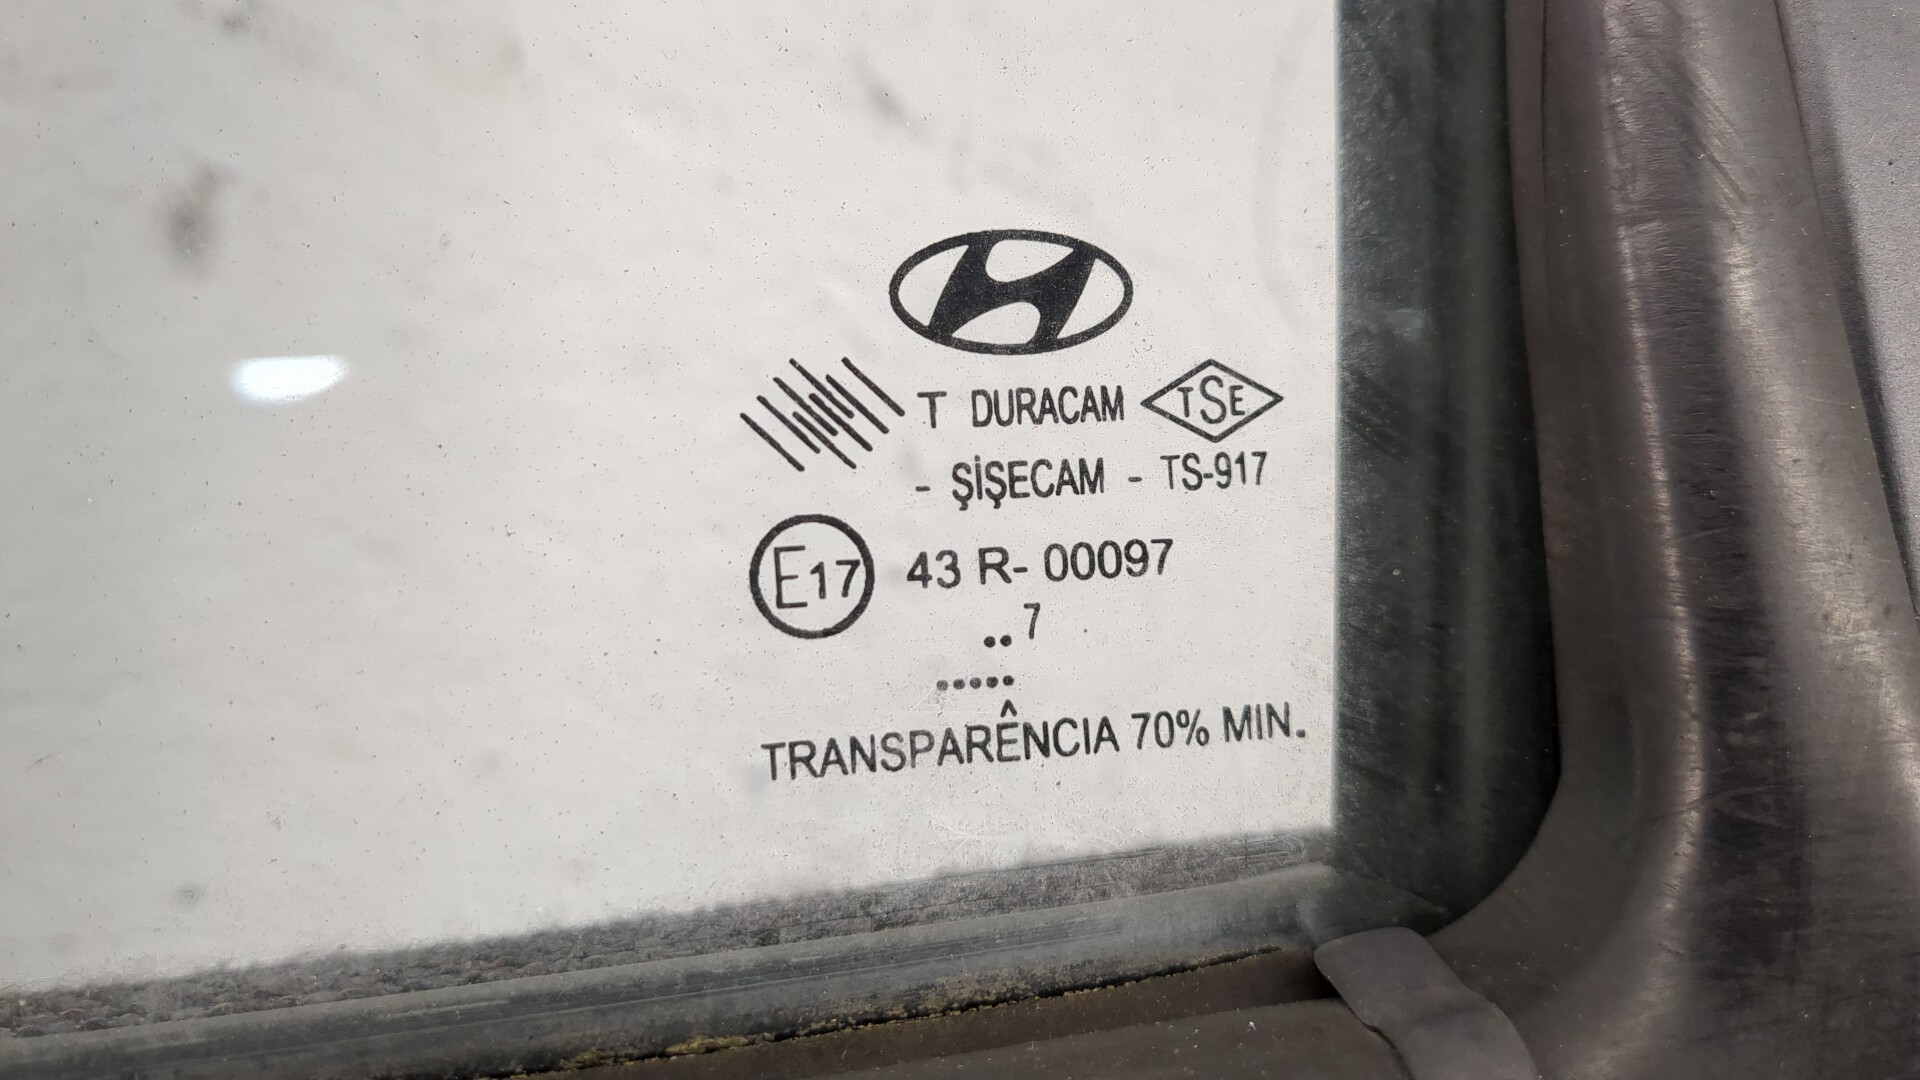 T DURACAM TSE
- ŞİŞECAM - TS-917
E17 43 R- 00097
..7
.....
TRANSPARÊNCIA 70% MIN.